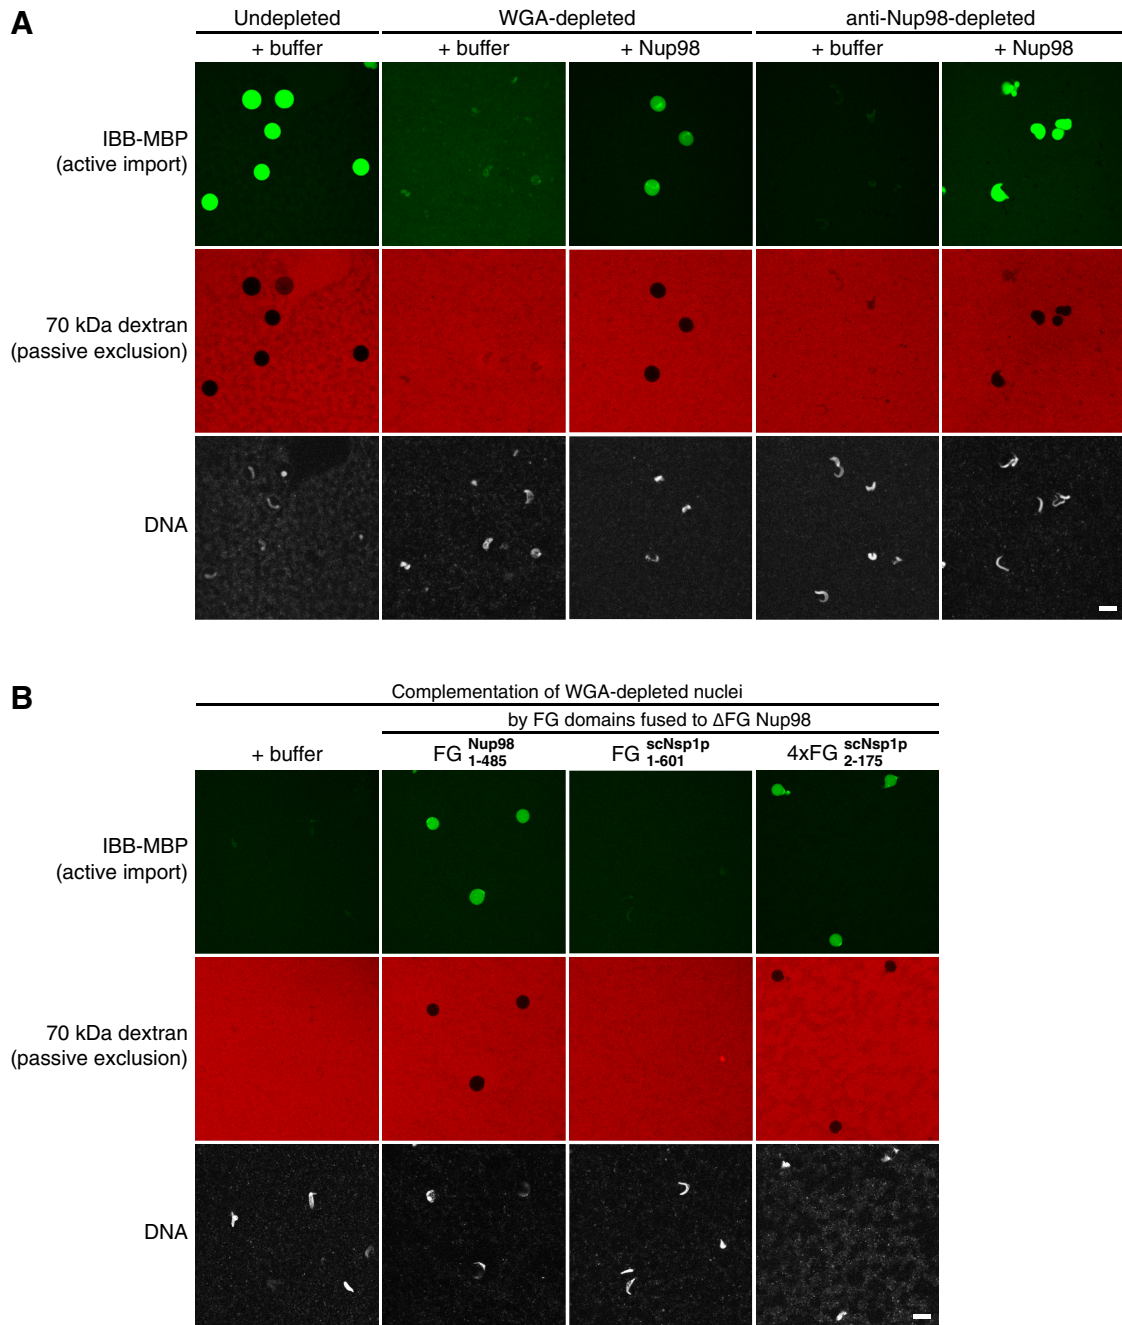 A
Undepleted WGA-depleted anti-Nup98-depleted
+ buffer + buffer + Nup98 + buffer + Nup98
IBB-MBP
(active import)
70 kDa dextran
(passive exclusion)
DNA
B
Complementation of WGA-depleted nuclei
by FG domains fused to ΔFG Nup98
+ buffer FG Nup98 1-485 FG scNsp1p 1-601 4xFG scNsp1p 2-175
IBB-MBP
(active import)
70 kDa dextran
(passive exclusion)
DNA